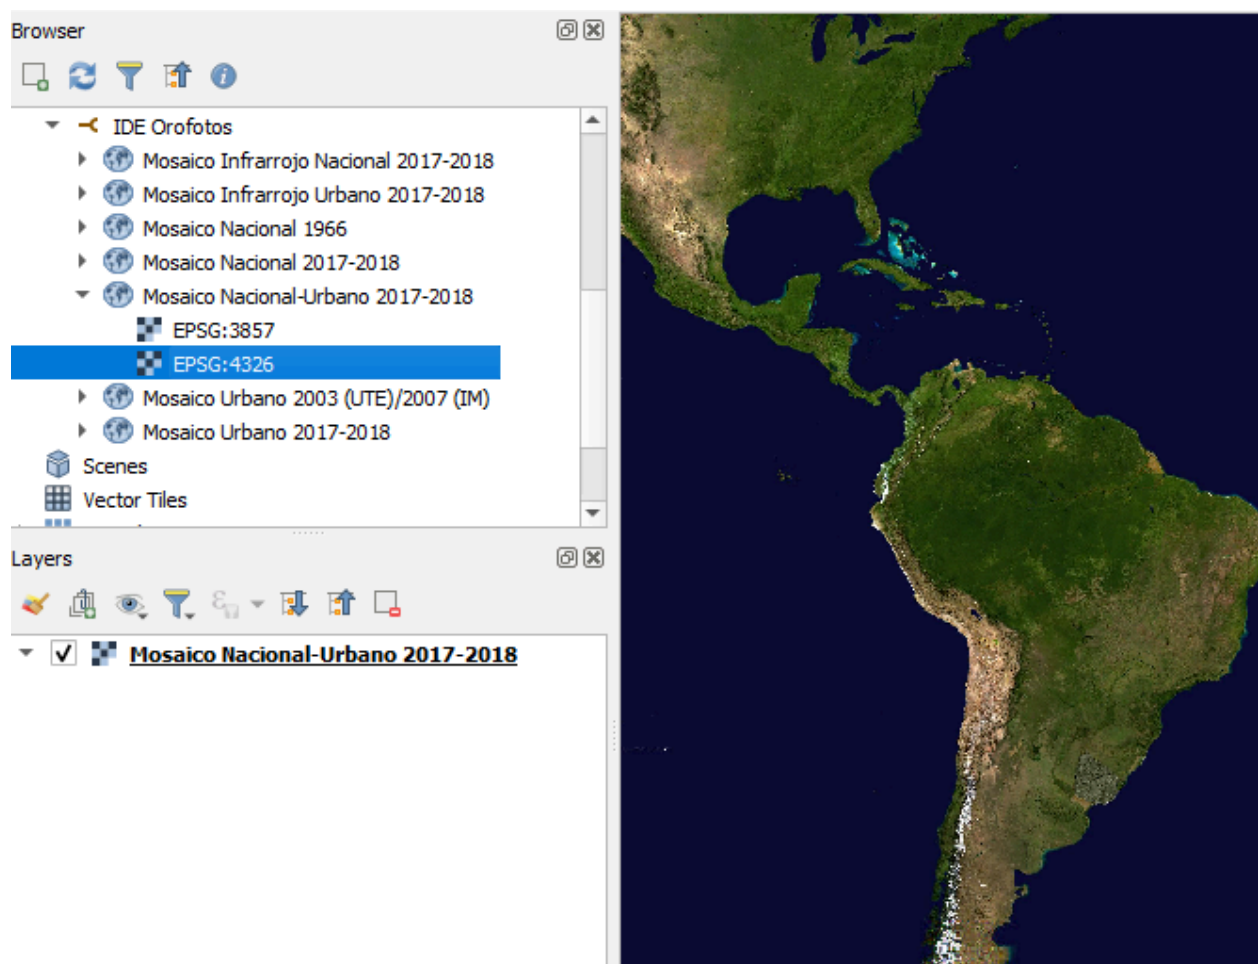 Browser
IDE Orofotos
Mosaico Infrarrojo Nacional 2017-2018
Mosaico Infrarrojo Urbano 2017-2018
Mosaico Nacional 1966
Mosaico Nacional 2017-2018
Mosaico Nacional-Urbano 2017-2018
EPSG:3857
EPSG:4326
Mosaico Urbano 2003 (UTE)/2007 (IM)
Mosaico Urbano 2017-2018
Scenes
Vector Tiles
Layers
Mosaico Nacional-Urbano 2017-2018